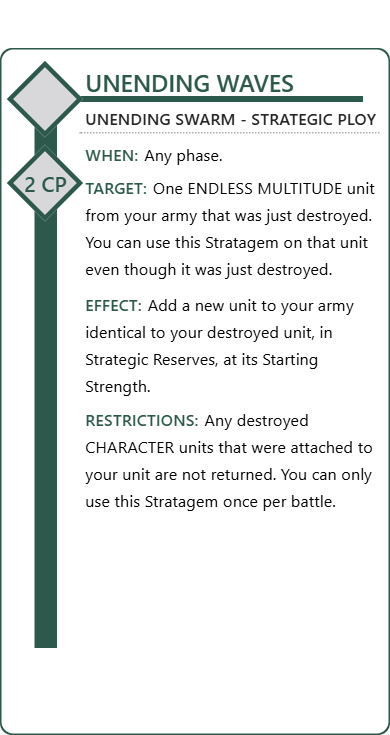 UNENDING WAVES
UNENDING SWARM - STRATEGIC PLOY
WHEN: Any phase.
2 CP
TARGET: One ENDLESS MULTITUDE unit
from your army that was just destroyed.
You can use this Stratagem on that unit
even though it was just destroyed.
EFFECT: Add a new unit to your army
identical to your destroyed unit, in
Strategic Reserves, at its Starting
Strength.
RESTRICTIONS: Any destroyed
CHARACTER units that were attached to
your unit are not returned. You can only
use this Stratagem once per battle.